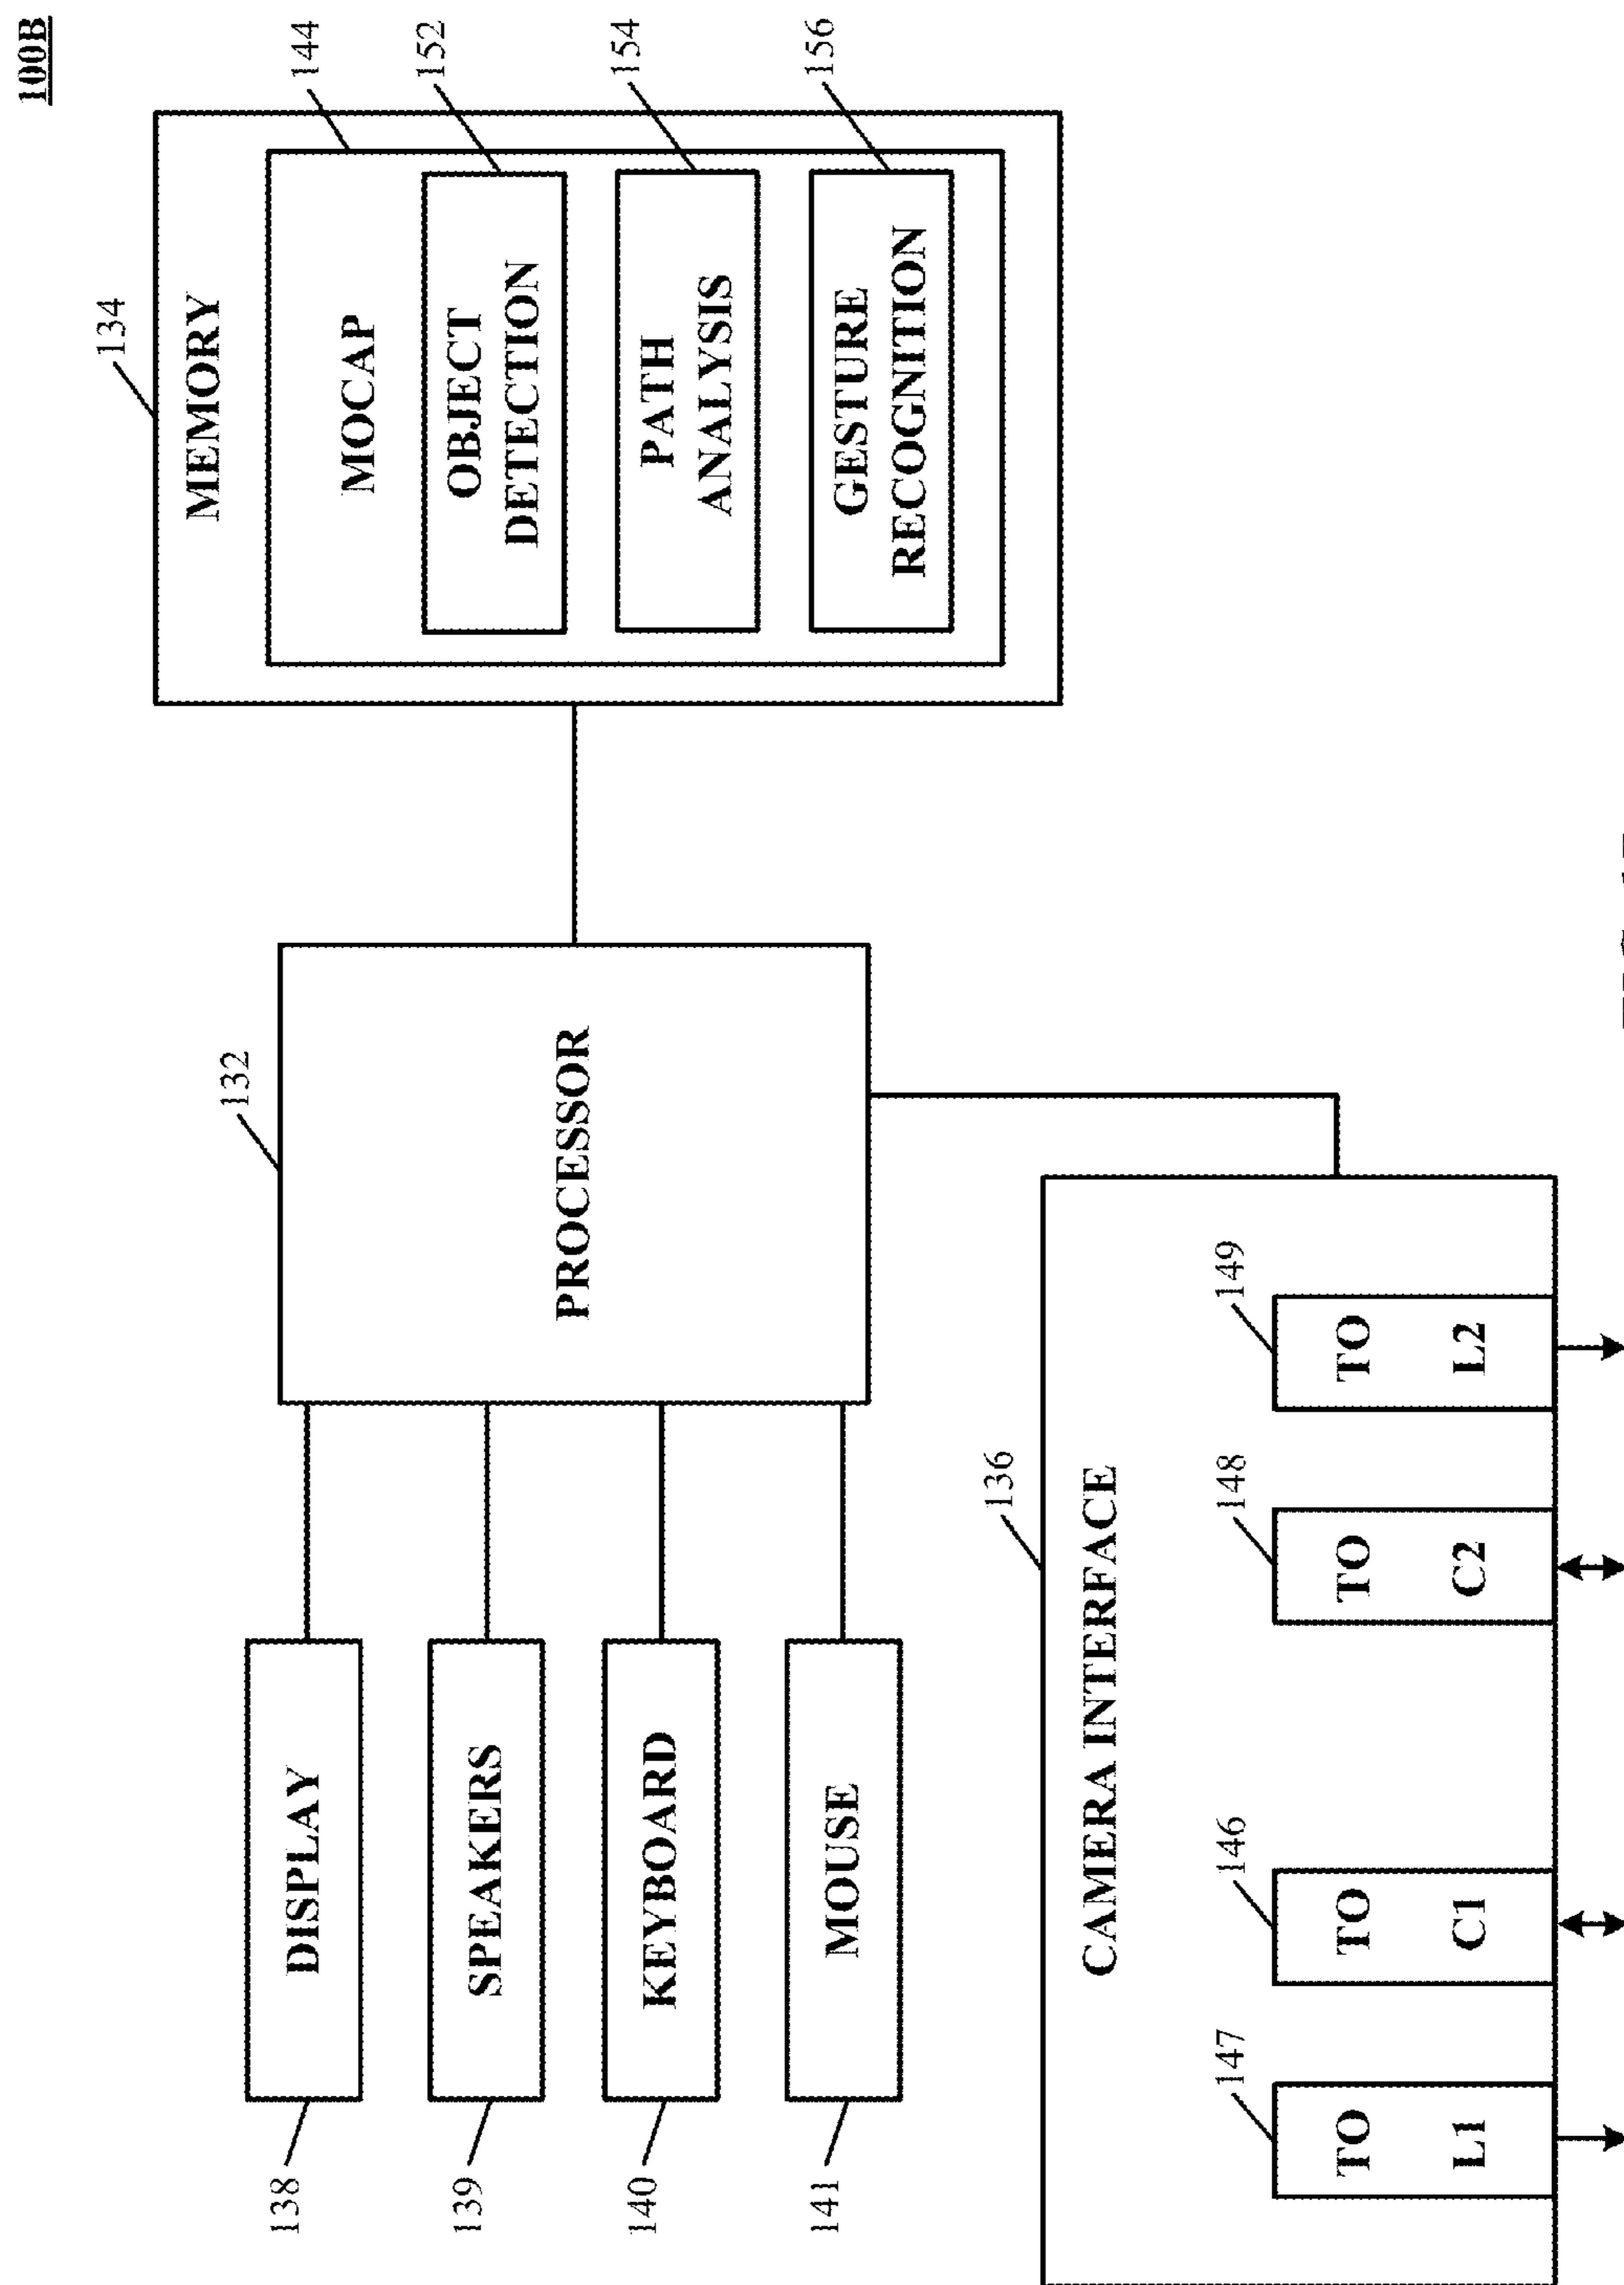 100B
134
MEMORY
144
MOCAP
152
OBJECT
DETECTION
154
PATH
ANALYSIS
156
GESTURE
RECOGNITION
132
PROCESSOR
138
DISPLAY
139
SPEAKERS
140
KEYBOARD
141
MOUSE
136
CAMERA INTERFACE
147
TO
L1
146
TO
C1
148
TO
C2
149
TO
L2